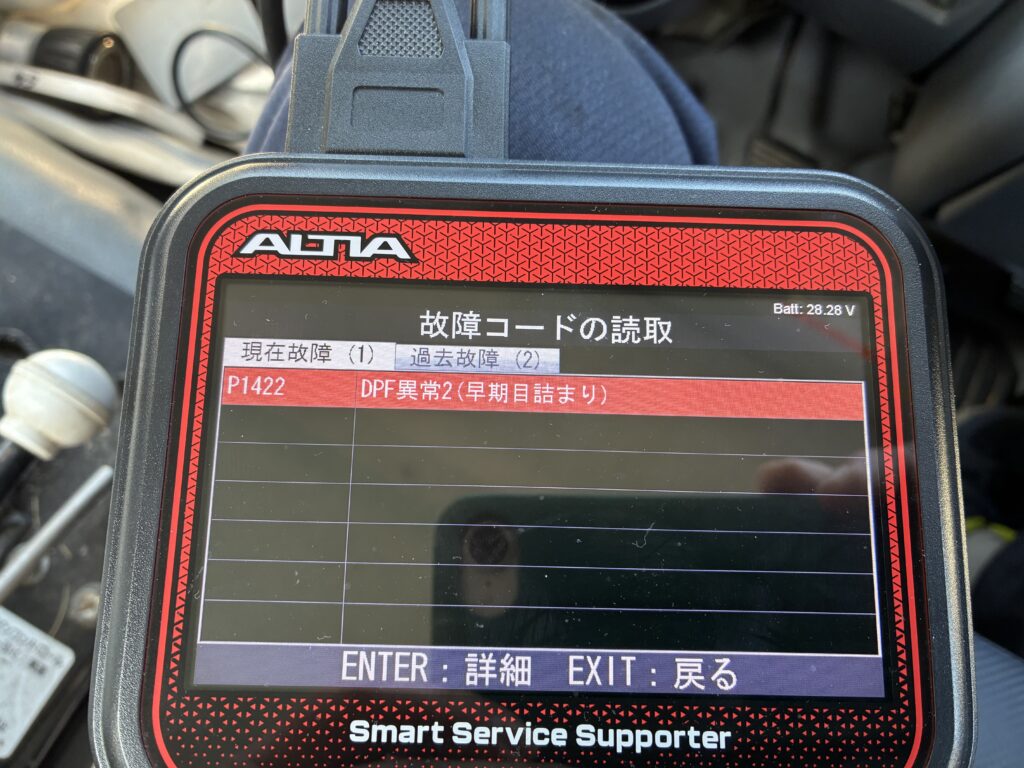 ALTIA
Batt: 28.28 V
故障コードの読取
現在故障 (1) 過去故障 (2)
P1422 DPF異常2(早期目詰まり)
ENTER：詳細 EXIT：戻る
Smart Service Supporter